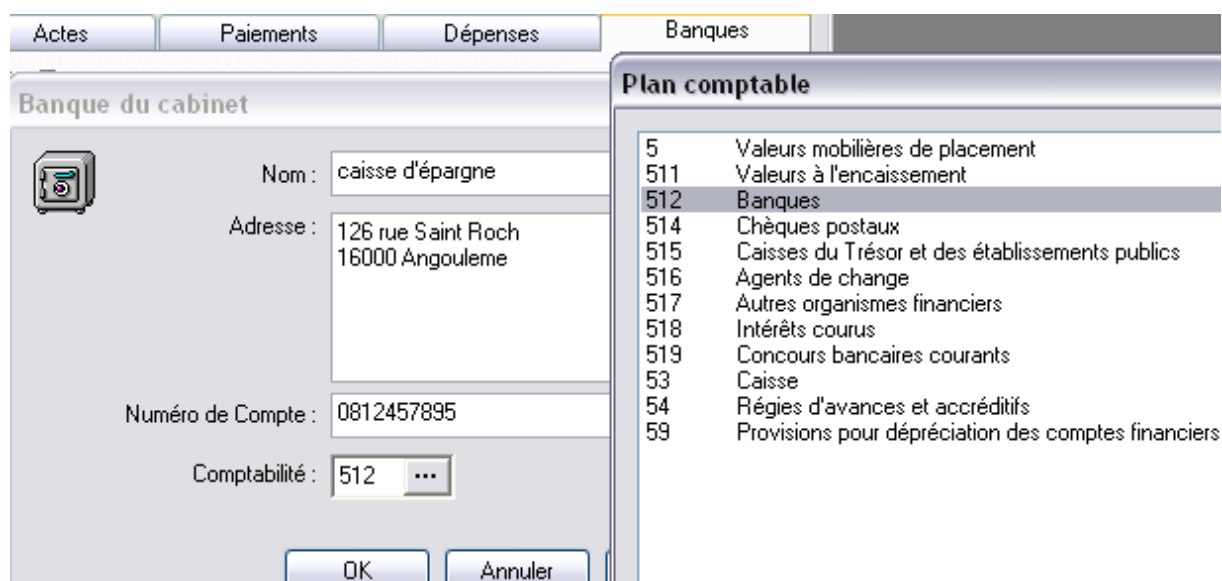 Actes Paiements Dépenses Banques
Banque du cabinet
Nom : caisse d'épargne
Adresse : 126 rue Saint Roch
16000 Angouleme
Numéro de Compte : 0812457895
Comptabilité : 512 ...
OK Annuler
Plan comptable
5 Valeurs mobilières de placement
511 Valeurs à l'encaissement
512 Banques
514 Chèques postaux
515 Caisses du Trésor et des établissements publics
516 Agents de change
517 Autres organismes financiers
518 Intérêts courus
519 Concours bancaires courants
53 Caisse
54 Régies d'avances et accréditifs
59 Provisions pour dépréciation des comptes financiers